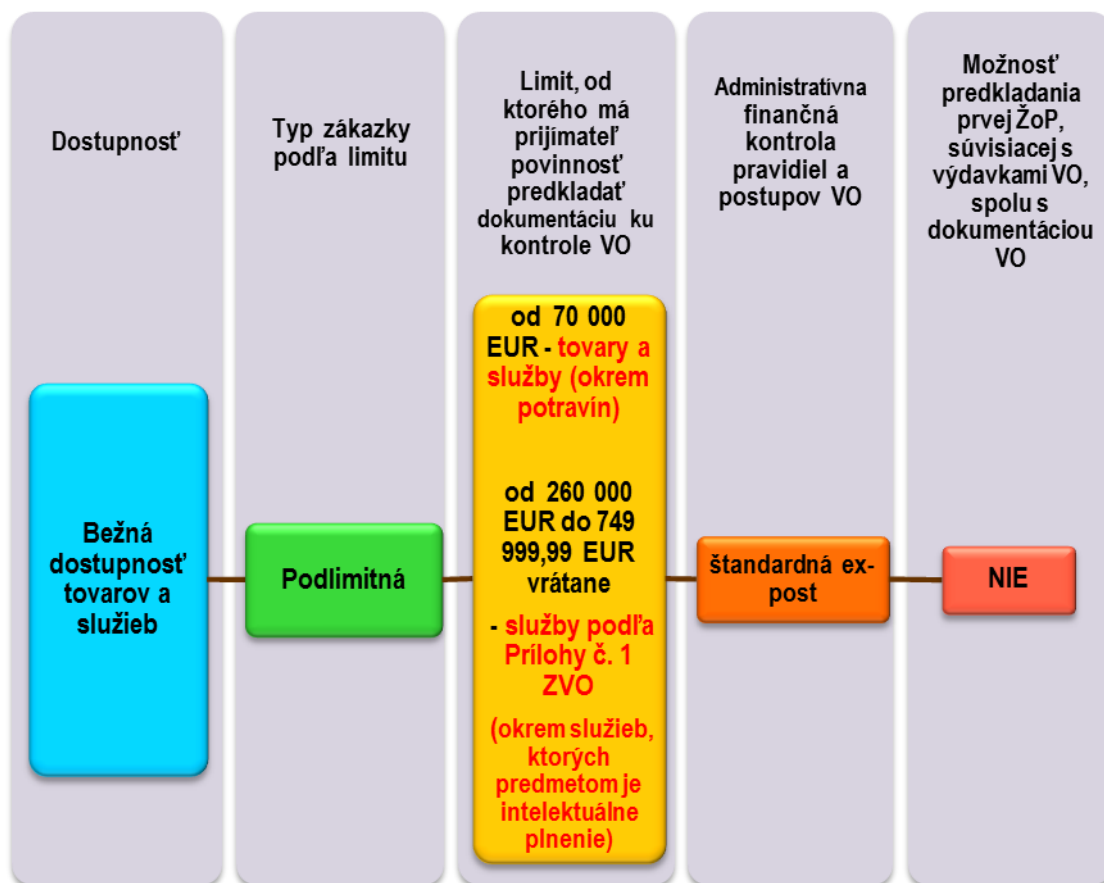 Dostupnosť
Typ zákazky
podľa limitu
Limit, od
ktorého má
prijímateľ
povinnosť
predkladať
dokumentáciu ku
kontrole VO
Administratívna
finančná
kontrola
pravidiel a
postupov VO
Možnosť
predkladania
prvej ŽoP,
súvisiacej s
výdavkami VO,
spolu s
dokumentáciou
VO
Bežná
dostupnosť
tovarov a
služieb
Podlimitná
od 70 000
EUR - tovary a
služby (okrem
potravín)
od 260 000
EUR do 749
999,99 EUR
vrátane
- služby podľa
Prílohy č. 1
ZVO
(okrem služieb,
ktorých
predmetom je
intelektuálne
plnenie)
štandardná ex-
post
NIE